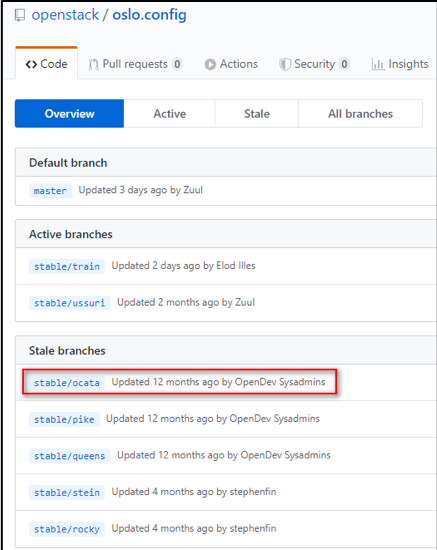 openstack / oslo.config
Code Pull requests 0 Actions Security 0 Insights
Overview Active Stale All branches
Default branch
master Updated 3 days ago by Zuul
Active branches
stable/train Updated 2 days ago by Elod Illes
stable/ussuri Updated 2 months ago by Zuul
Stale branches
stable/ocata Updated 12 months ago by OpenDev Sysadmins
stable/pike Updated 12 months ago by OpenDev Sysadmins
stable/queens Updated 12 months ago by OpenDev Sysadmins
stable/stein Updated 4 months ago by stephenfin
stable/rocky Updated 4 months ago by stephenfin